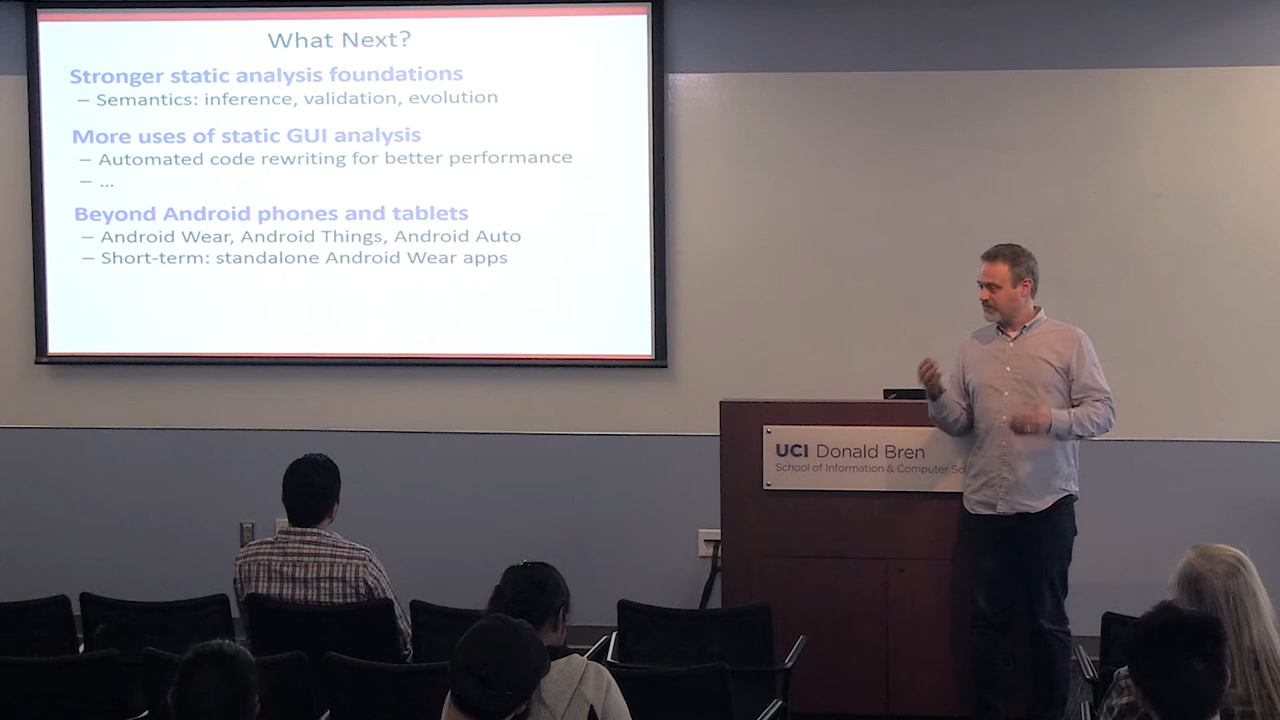 What Next?
Stronger static analysis foundations
– Semantics: inference, validation, evolution
More uses of static GUI analysis
– Automated code rewriting for better performance
– ...
Beyond Android phones and tablets
– Android Wear, Android Things, Android Auto
– Short-term: standalone Android Wear apps
UCI Donald Bren
School of Information & Computer Sc